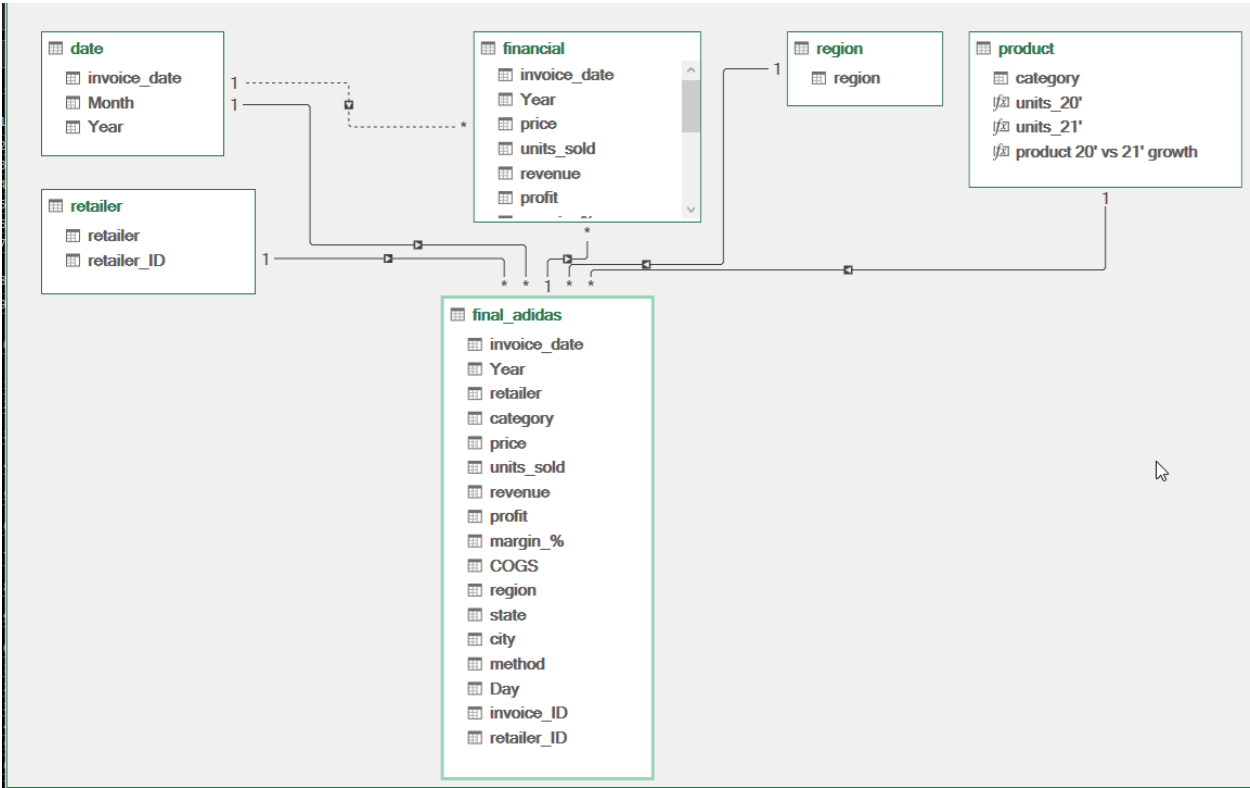 date
invoice_date
Month
Year
retailer
retailer
retailer_ID
financial
invoice_date
Year
price
units_sold
revenue
profit
region
region
product
category
units_20'
units_21'
product 20' vs 21' growth
1
1
*
1
1
1
*
* * 1 * *
final_adidas
invoice_date
Year
retailer
category
price
units_sold
revenue
profit
margin_%
COGS
region
state
city
method
Day
invoice_ID
retailer_ID